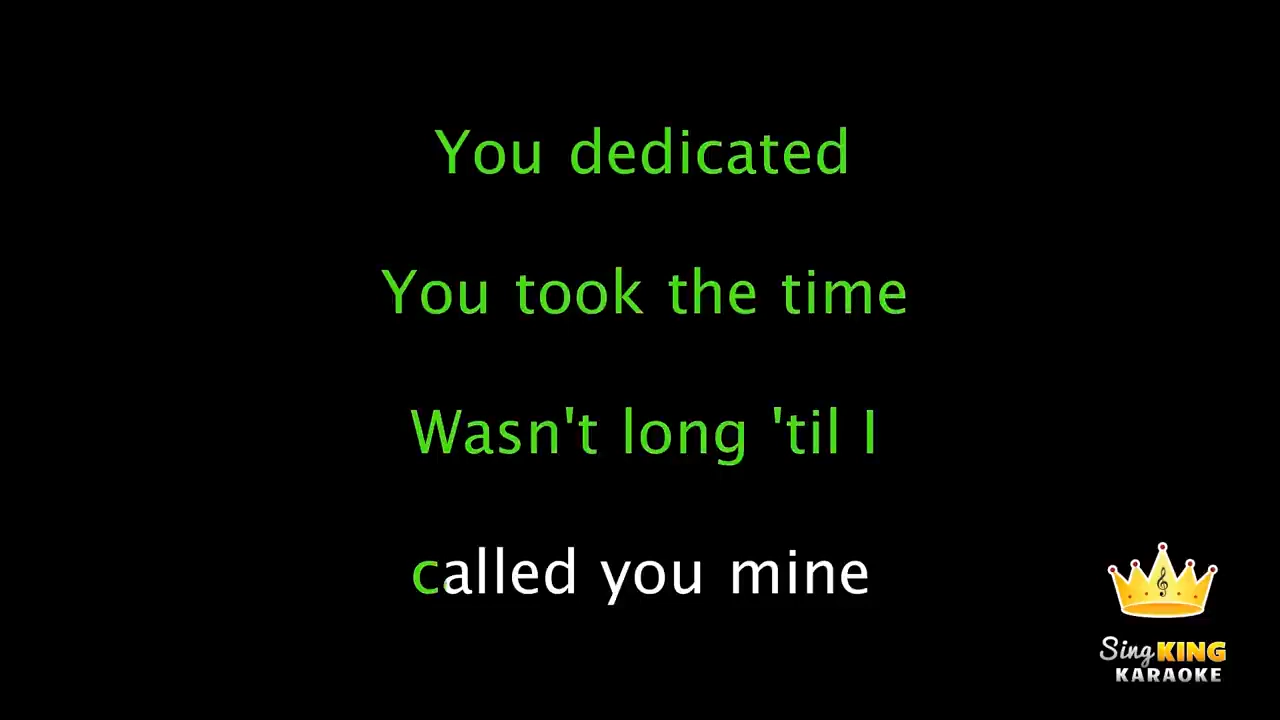 You dedicated
You took the time
Wasn't long 'til I
called you mine
Sing KING
KARAOKE